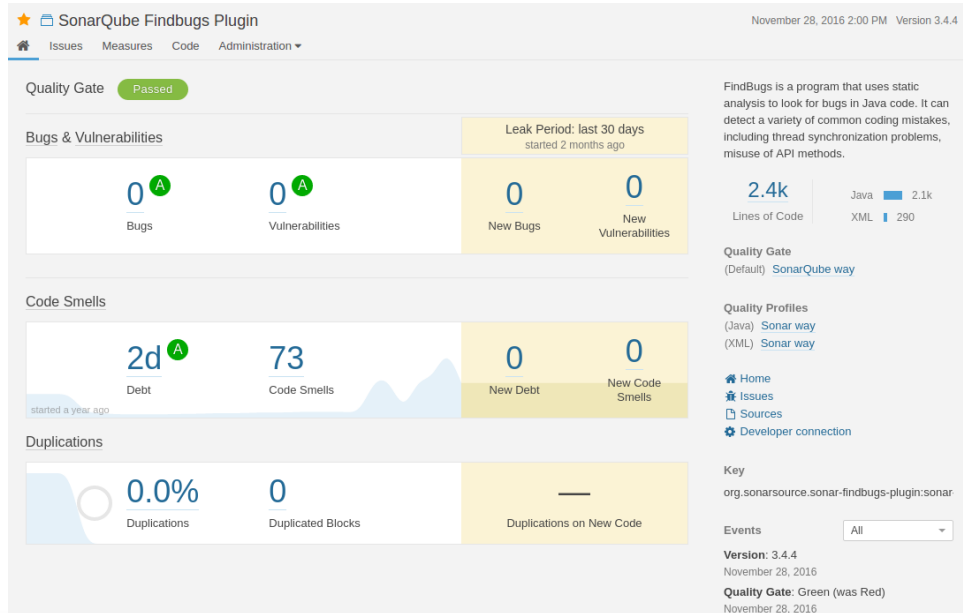 SonarQube Findbugs Plugin
November 28, 2016 2:00 PM Version 3.4.4
Issues Measures Code Administration
Quality Gate Passed
Bugs & Vulnerabilities
Leak Period: last 30 days
started 2 months ago
0 A
Bugs
0 A
Vulnerabilities
0
New Bugs
0
New
Vulnerabilities
Code Smells
2d A
Debt
73
Code Smells
started a year ago
0
New Debt
0
New Code
Smells
Duplications
0.0%
Duplications
0
Duplicated Blocks
—
Duplications on New Code
FindBugs is a program that uses static
analysis to look for bugs in Java code. It can
detect a variety of common coding mistakes,
including thread synchronization problems,
misuse of API methods.
2.4k
Lines of Code
Java 2.1k
XML 290
Quality Gate
(Default) SonarQube way
Quality Profiles
(Java) Sonar way
(XML) Sonar way
Home
Issues
Sources
Developer connection
Key
org.sonarsource.sonar-findbugs-plugin:sonar-
Events All
Version: 3.4.4
November 28, 2016
Quality Gate: Green (was Red)
November 28, 2016